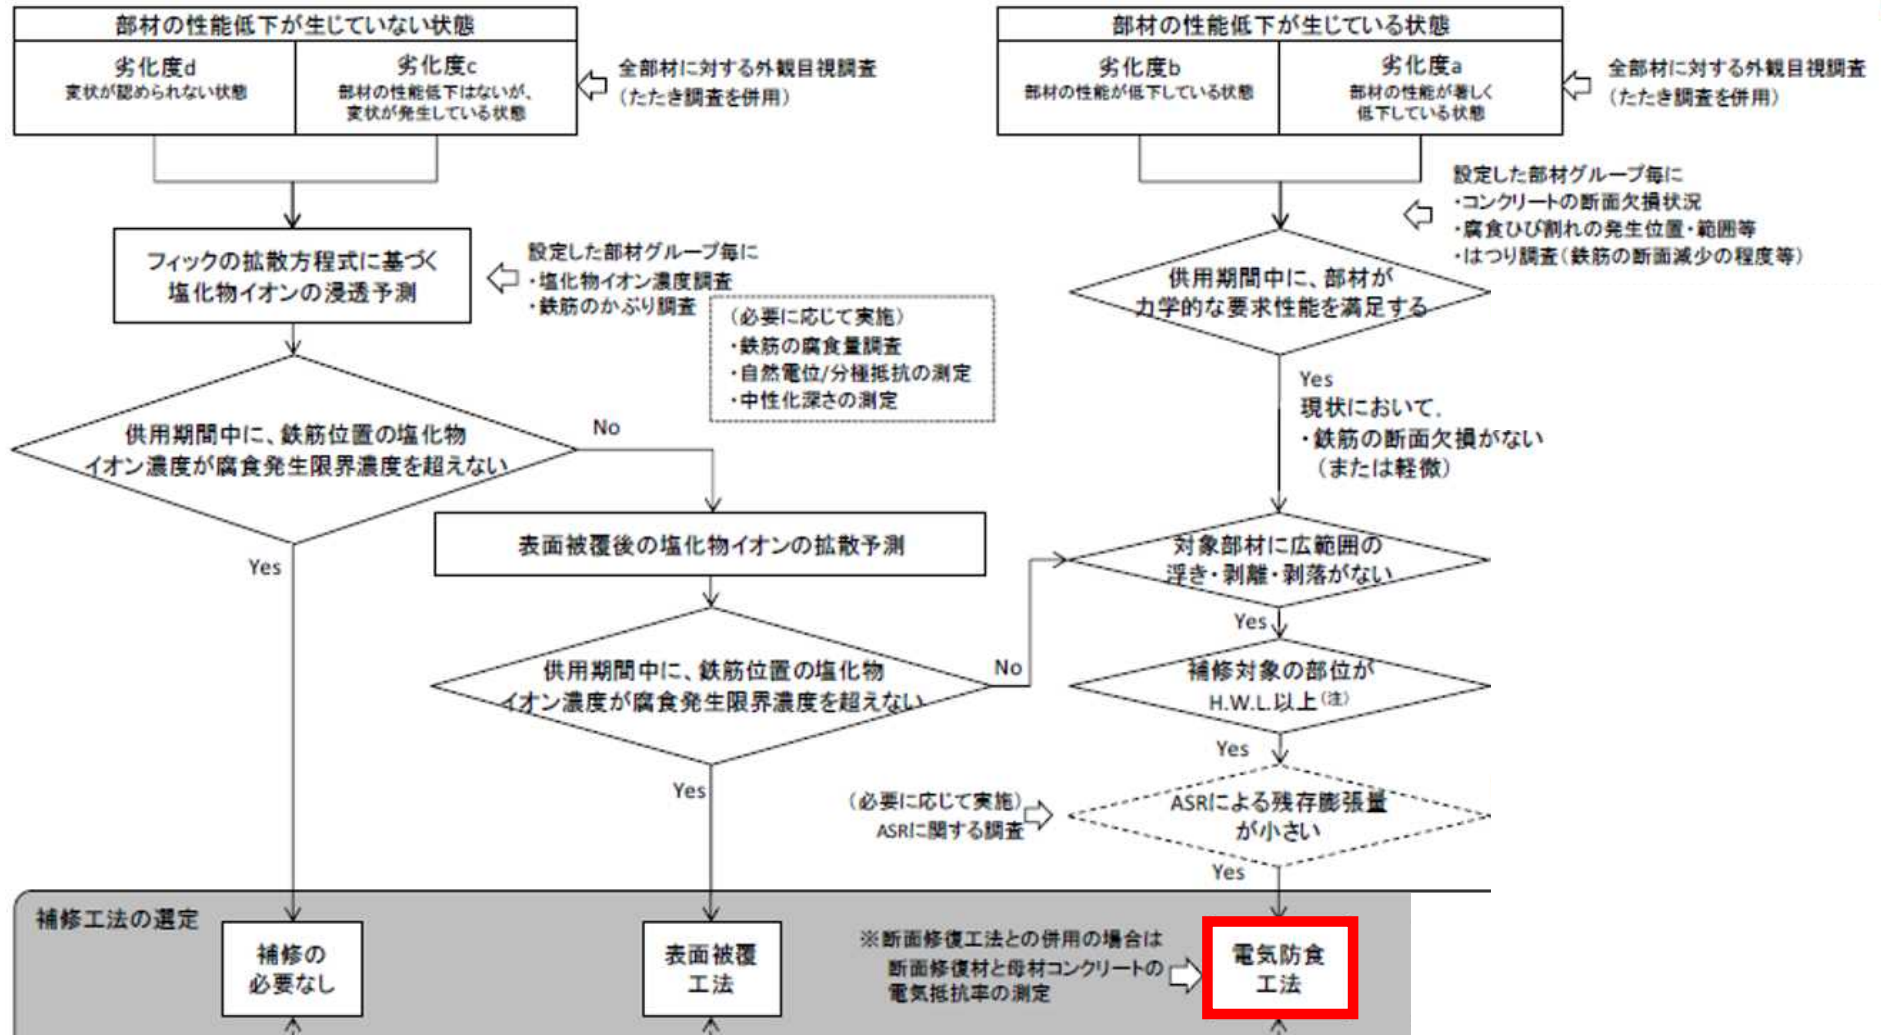 部材の性能低下が生じていない状態
劣化度d
変状が認められない状態
劣化度c
部材の性能低下はないが、
変状が発生している状態
全部材に対する外観目視調査
（たたき調査を併用）
部材の性能低下が生じている状態
劣化度b
部材の性能が低下している状態
劣化度a
部材の性能が著しく
低下している状態
全部材に対する外観目視調査
（たたき調査を併用）
設定した部材グループ毎に
・コンクリートの断面欠損状況
・腐食ひび割れの発生位置・範囲等
・はつり調査（鉄筋の断面減少の程度等）
フィックの拡散方程式に基づく
塩化物イオンの浸透予測
設定した部材グループ毎に
・塩化物イオン濃度調査
・鉄筋のかぶり調査
（必要に応じて実施）
・鉄筋の腐食量調査
・自然電位/分極抵抗の測定
・中性化深さの測定
供用期間中に、部材が
力学的な要求性能を満足する
Yes
現状において、
・鉄筋の断面欠損がない
（または軽微）
供用期間中に、鉄筋位置の塩化物
イオン濃度が腐食発生限界濃度を超えない
No
Yes
表面被覆後の塩化物イオンの拡散予測
対象部材に広範囲の
浮き・剥離・剥落がない
Yes
供用期間中に、鉄筋位置の塩化物
イオン濃度が腐食発生限界濃度を超えない
No
Yes
補修対象の部位が
H.W.L.以上（注）
Yes
（必要に応じて実施）
ASRに関する調査
ASRによる残存膨張量
が小さい
Yes
補修工法の選定
補修の
必要なし
表面被覆
工法
※断面修復工法との併用の場合は
断面修復材と母材コンクリートの
電気抵抗率の測定
電気防食
工法